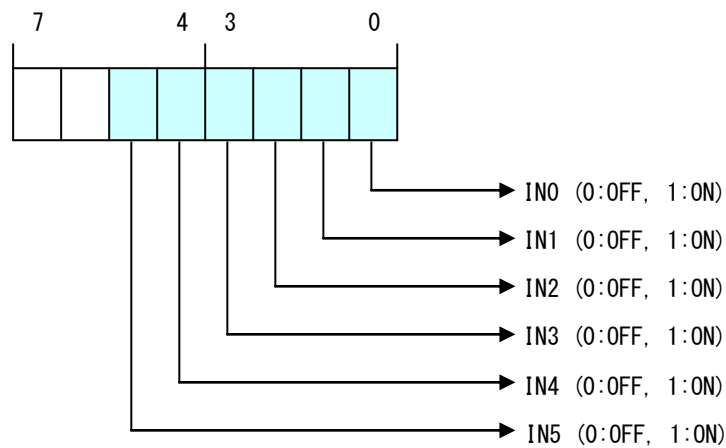 7 4 3 0
IN0 (0:OFF, 1:ON)
IN1 (0:OFF, 1:ON)
IN2 (0:OFF, 1:ON)
IN3 (0:OFF, 1:ON)
IN4 (0:OFF, 1:ON)
IN5 (0:OFF, 1:ON)